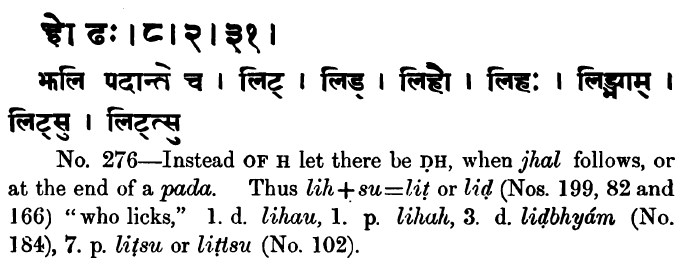 हो ढः । ८ । २ । ३१ ।
झलि पदान्ते च । लिट् । लिड् । लिहौ । लिहः । लिड्भ्याम् ।
लिट्सु । लिट्त्सु
No. 276—Instead OF H let there be ḌH, when jhal follows, or
at the end of a pada. Thus lih+su=liṭ or liḍ (Nos. 199, 82 and
166) “who licks,” 1. d. lihau, 1. p. lihah, 3. d. liḍbhyám (No.
184), 7. p. liṭsu or liṭtsu (No. 102).